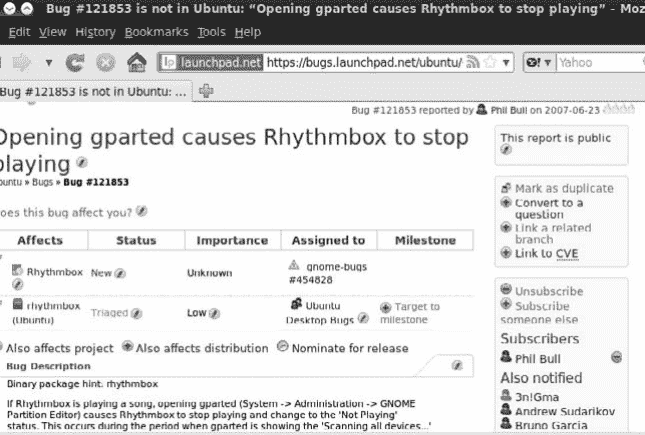 Bug #121853 is not in Ubuntu: “Opening gparted causes Rhythmbox to stop playing” - Moz
Edit View History Bookmarks Tools Help
lp launchpad.net https://bugs.launchpad.net/ubuntu/
Y! Yahoo
Bug #121853 is not in Ubuntu: ...
Bug #121853 reported by Phil Bull on 2007-06-23
Opening gparted causes Rhythmbox to stop
playing
buntu » Bugs » Bug #121853
oes this bug affect you?
Affects Status Importance Assigned to Milestone
Rhythmbox New Unknown gnome-bugs
#454828
rhythmbox Triaged Low Ubuntu Target to
(Ubuntu) Desktop Bugs milestone
Also affects project Also affects distribution Nominate for release
Bug Description
Binary package hint: rhythmbox
If Rhythmbox is playing a song, opening gparted (System -> Administration -> GNOME
Partition Editor) causes Rhythmbox to stop playing and change to the 'Not Playing'
status. This occurs during the period when gparted is showing the 'Scanning all devices...'
This report is public
Mark as duplicate
Convert to a
question
Link a related
branch
Link to CVE
Unsubscribe
Subscribe
someone else
Subscribers
Phil Bull
Also notified
3n!Gma
Andrew Sudarikov
Bruno Garcia